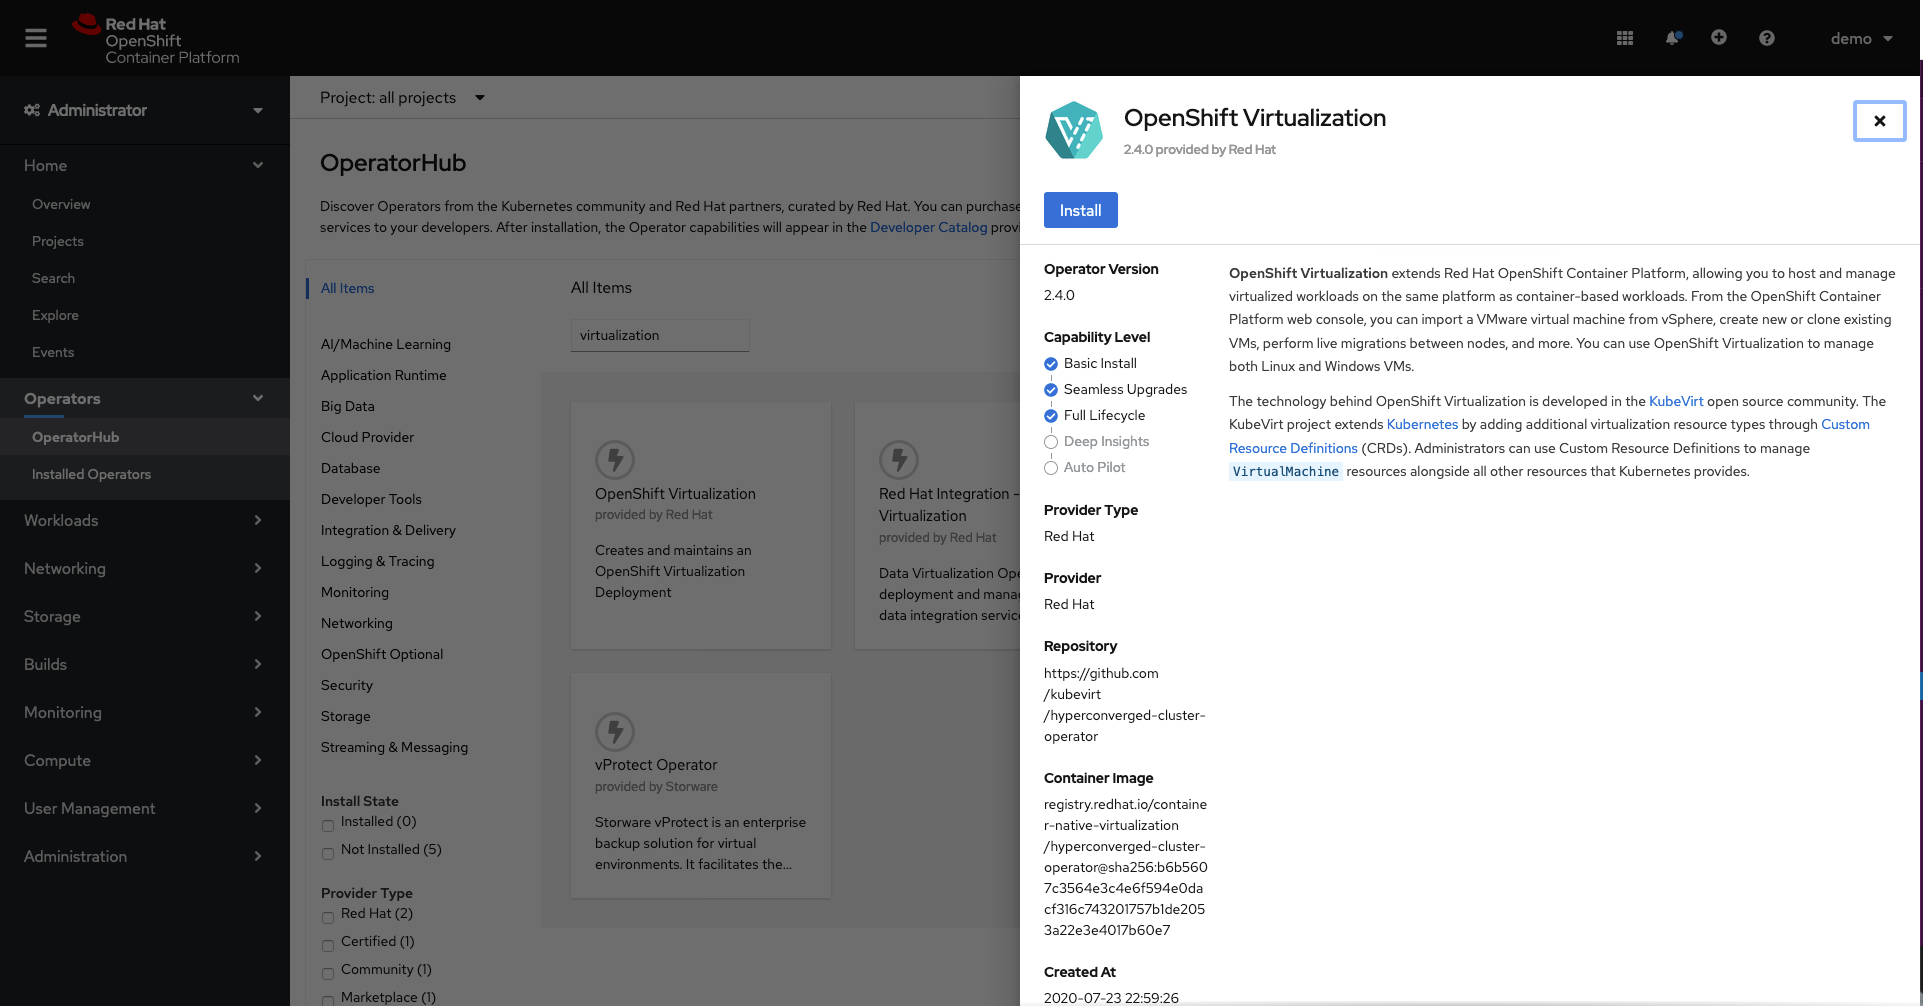 Red Hat
OpenShift
Container Platform
demo
Administrator
Home
Overview
Projects
Search
Explore
Events
Operators
OperatorHub
Installed Operators
Workloads
Networking
Storage
Builds
Monitoring
Compute
User Management
Administration
Project: all projects
OperatorHub
Discover Operators from the Kubernetes community and Red Hat partners, curated by Red Hat. You can purchase
services to your developers. After installation, the Operator capabilities will appear in the Developer Catalog provi
All Items
AI/Machine Learning
Application Runtime
Big Data
Cloud Provider
Database
Developer Tools
Integration & Delivery
Logging & Tracing
Monitoring
Networking
OpenShift Optional
Security
Storage
Streaming & Messaging
Install State
Installed (0)
Not Installed (5)
Provider Type
Red Hat (2)
Certified (1)
Community (1)
Marketplace (1)
All Items
virtualization
OpenShift Virtualization
provided by Red Hat
Creates and maintains an
OpenShift Virtualization
Deployment
Red Hat Integration -
Virtualization
provided by Red Hat
Data Virtualization Ope
deployment and mana
data integration service
vProtect Operator
provided by Storware
Storware vProtect is an enterprise
backup solution for virtual
environments. It facilitates the...
OpenShift Virtualization
2.4.0 provided by Red Hat
Install
Operator Version
2.4.0
Capability Level
Basic Install
Seamless Upgrades
Full Lifecycle
Deep Insights
Auto Pilot
Provider Type
Red Hat
Provider
Red Hat
Repository
https://github.com
/kubevirt
/hyperconverged-cluster-
operator
Container Image
registry.redhat.io/containe
r-native-virtualization
/hyperconverged-cluster-
operator@sha256:b6b560
7c3564e3c4e6f594e0da
cf316c743201757b1de205
3a22e3e4017b60e7
Created At
2020-07-23 22:59:26
OpenShift Virtualization extends Red Hat OpenShift Container Platform, allowing you to host and manage
virtualized workloads on the same platform as container-based workloads. From the OpenShift Container
Platform web console, you can import a VMware virtual machine from vSphere, create new or clone existing
VMs, perform live migrations between nodes, and more. You can use OpenShift Virtualization to manage
both Linux and Windows VMs.
The technology behind OpenShift Virtualization is developed in the KubeVirt open source community. The
KubeVirt project extends Kubernetes by adding additional virtualization resource types through Custom
Resource Definitions (CRDs). Administrators can use Custom Resource Definitions to manage
VirtualMachine resources alongside all other resources that Kubernetes provides.